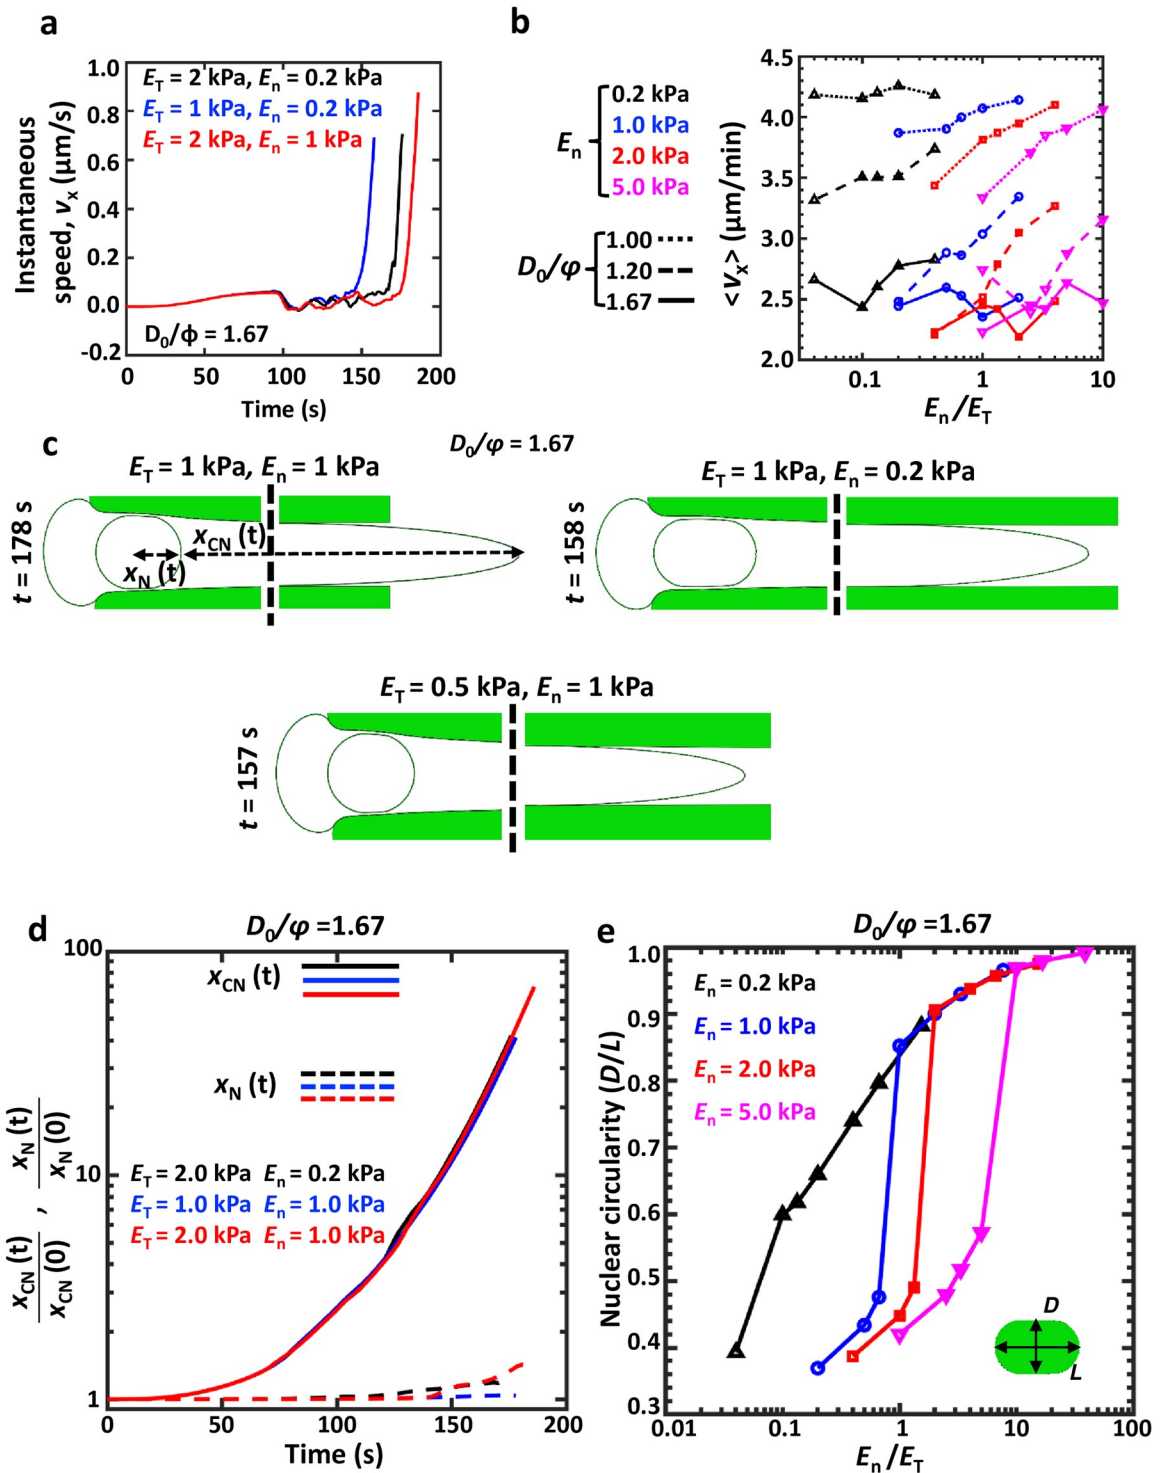 a
E_T = 2 kPa, E_n = 0.2 kPa
E_T = 1 kPa, E_n = 0.2 kPa
E_T = 2 kPa, E_n = 1 kPa
Instantaneous
speed, v_x (µm/s)
1.0
0.8
0.6
0.4
0.2
0.0
-0.2
D_0/ϕ = 1.67
0 50 100 150 200
Time (s)
b
E_n
0.2 kPa
1.0 kPa
2.0 kPa
5.0 kPa
D_0/φ
1.00
1.20
1.67
<v_x> (µm/min)
4.5
4.0
3.5
3.0
2.5
2.0
0.1 1 10
E_n/E_T
c
D_0/φ = 1.67
E_T = 1 kPa, E_n = 1 kPa
t = 178 s
x_CN (t)
x_N (t)
E_T = 1 kPa, E_n = 0.2 kPa
t = 158 s
E_T = 0.5 kPa, E_n = 1 kPa
t = 157 s
d
D_0/φ =1.67
100
10
1
x_CN (t)
x_N (t)
E_T = 2.0 kPa E_n = 0.2 kPa
E_T = 1.0 kPa E_n = 1.0 kPa
E_T = 2.0 kPa E_n = 1.0 kPa
x_CN (t) / x_CN (0) , x_N (t) / x_N (0)
0 50 100 150 200
Time (s)
e
D_0/φ =1.67
Nuclear circularity (D/L)
1.0
0.9
0.8
0.7
0.6
0.5
0.4
0.3
E_n = 0.2 kPa
E_n = 1.0 kPa
E_n = 2.0 kPa
E_n = 5.0 kPa
D
L
0.01 0.1 1 10 100
E_n/E_T